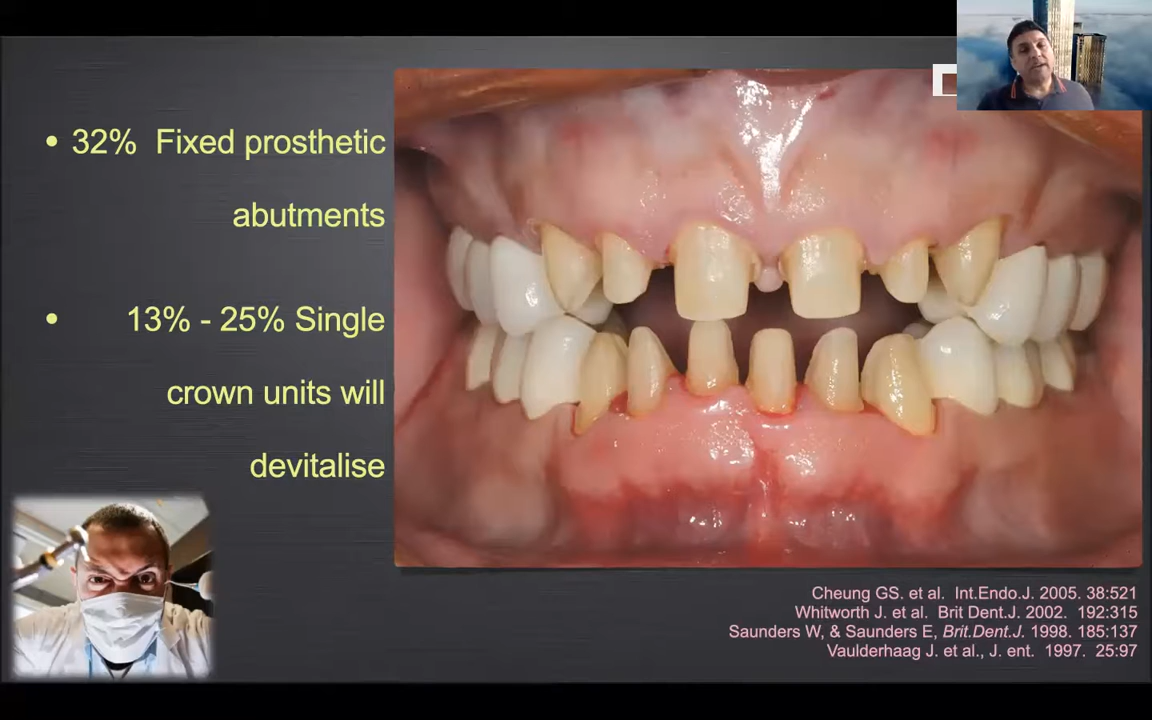 • 32% Fixed prosthetic
abutments
• 13% - 25% Single
crown units will
devitalise
Cheung GS. et al. Int.Endo.J. 2005. 38:521
Whitworth J. et al. Brit Dent.J. 2002. 192:315
Saunders W, & Saunders E, Brit.Dent.J. 1998. 185:137
Vaulderhaag J. et al., J. ent. 1997. 25:97